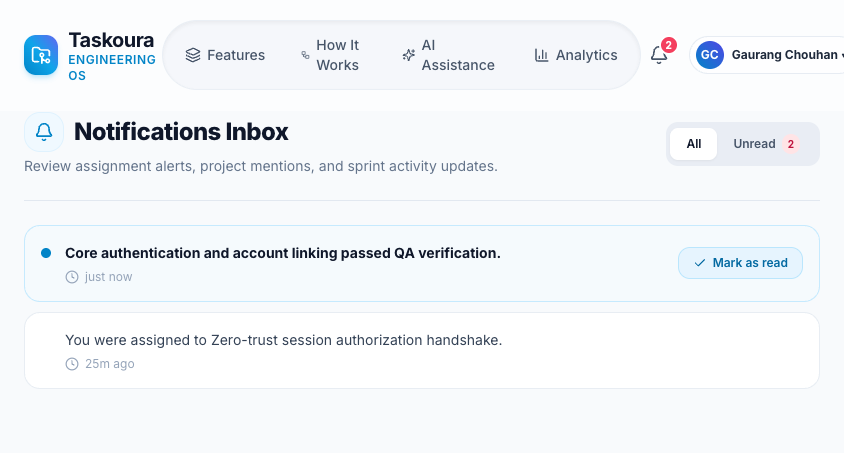 Taskoura
ENGINEERING
OS
Features
How It
Works
AI
Assistance
Analytics
2
GC
Gaurang Chouhan
Notifications Inbox
Review assignment alerts, project mentions, and sprint activity updates.
All
Unread 2
Core authentication and account linking passed QA verification.
just now
Mark as read
You were assigned to Zero-trust session authorization handshake.
25m ago